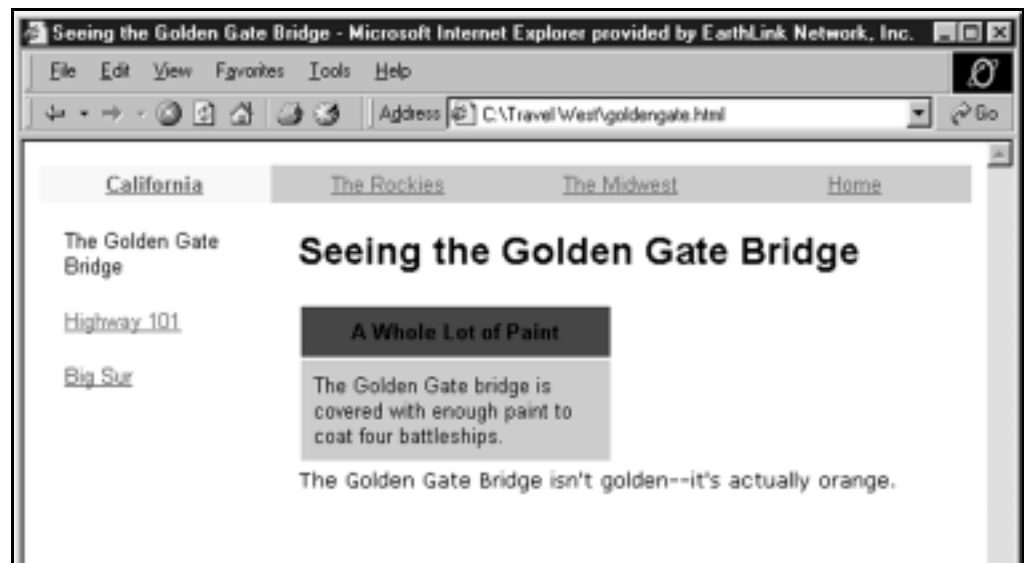 Seeing the Golden Gate Bridge - Microsoft Internet Explorer provided by EarthLink Network, Inc.
File Edit View Favorites Tools Help
Address C:\Travel West\goldengate.html Go
California The Rockies The Midwest Home
The Golden Gate
Bridge
Highway 101
Big Sur
Seeing the Golden Gate Bridge
A Whole Lot of Paint
The Golden Gate bridge is
covered with enough paint to
coat four battleships.
The Golden Gate Bridge isn't golden--it's actually orange.